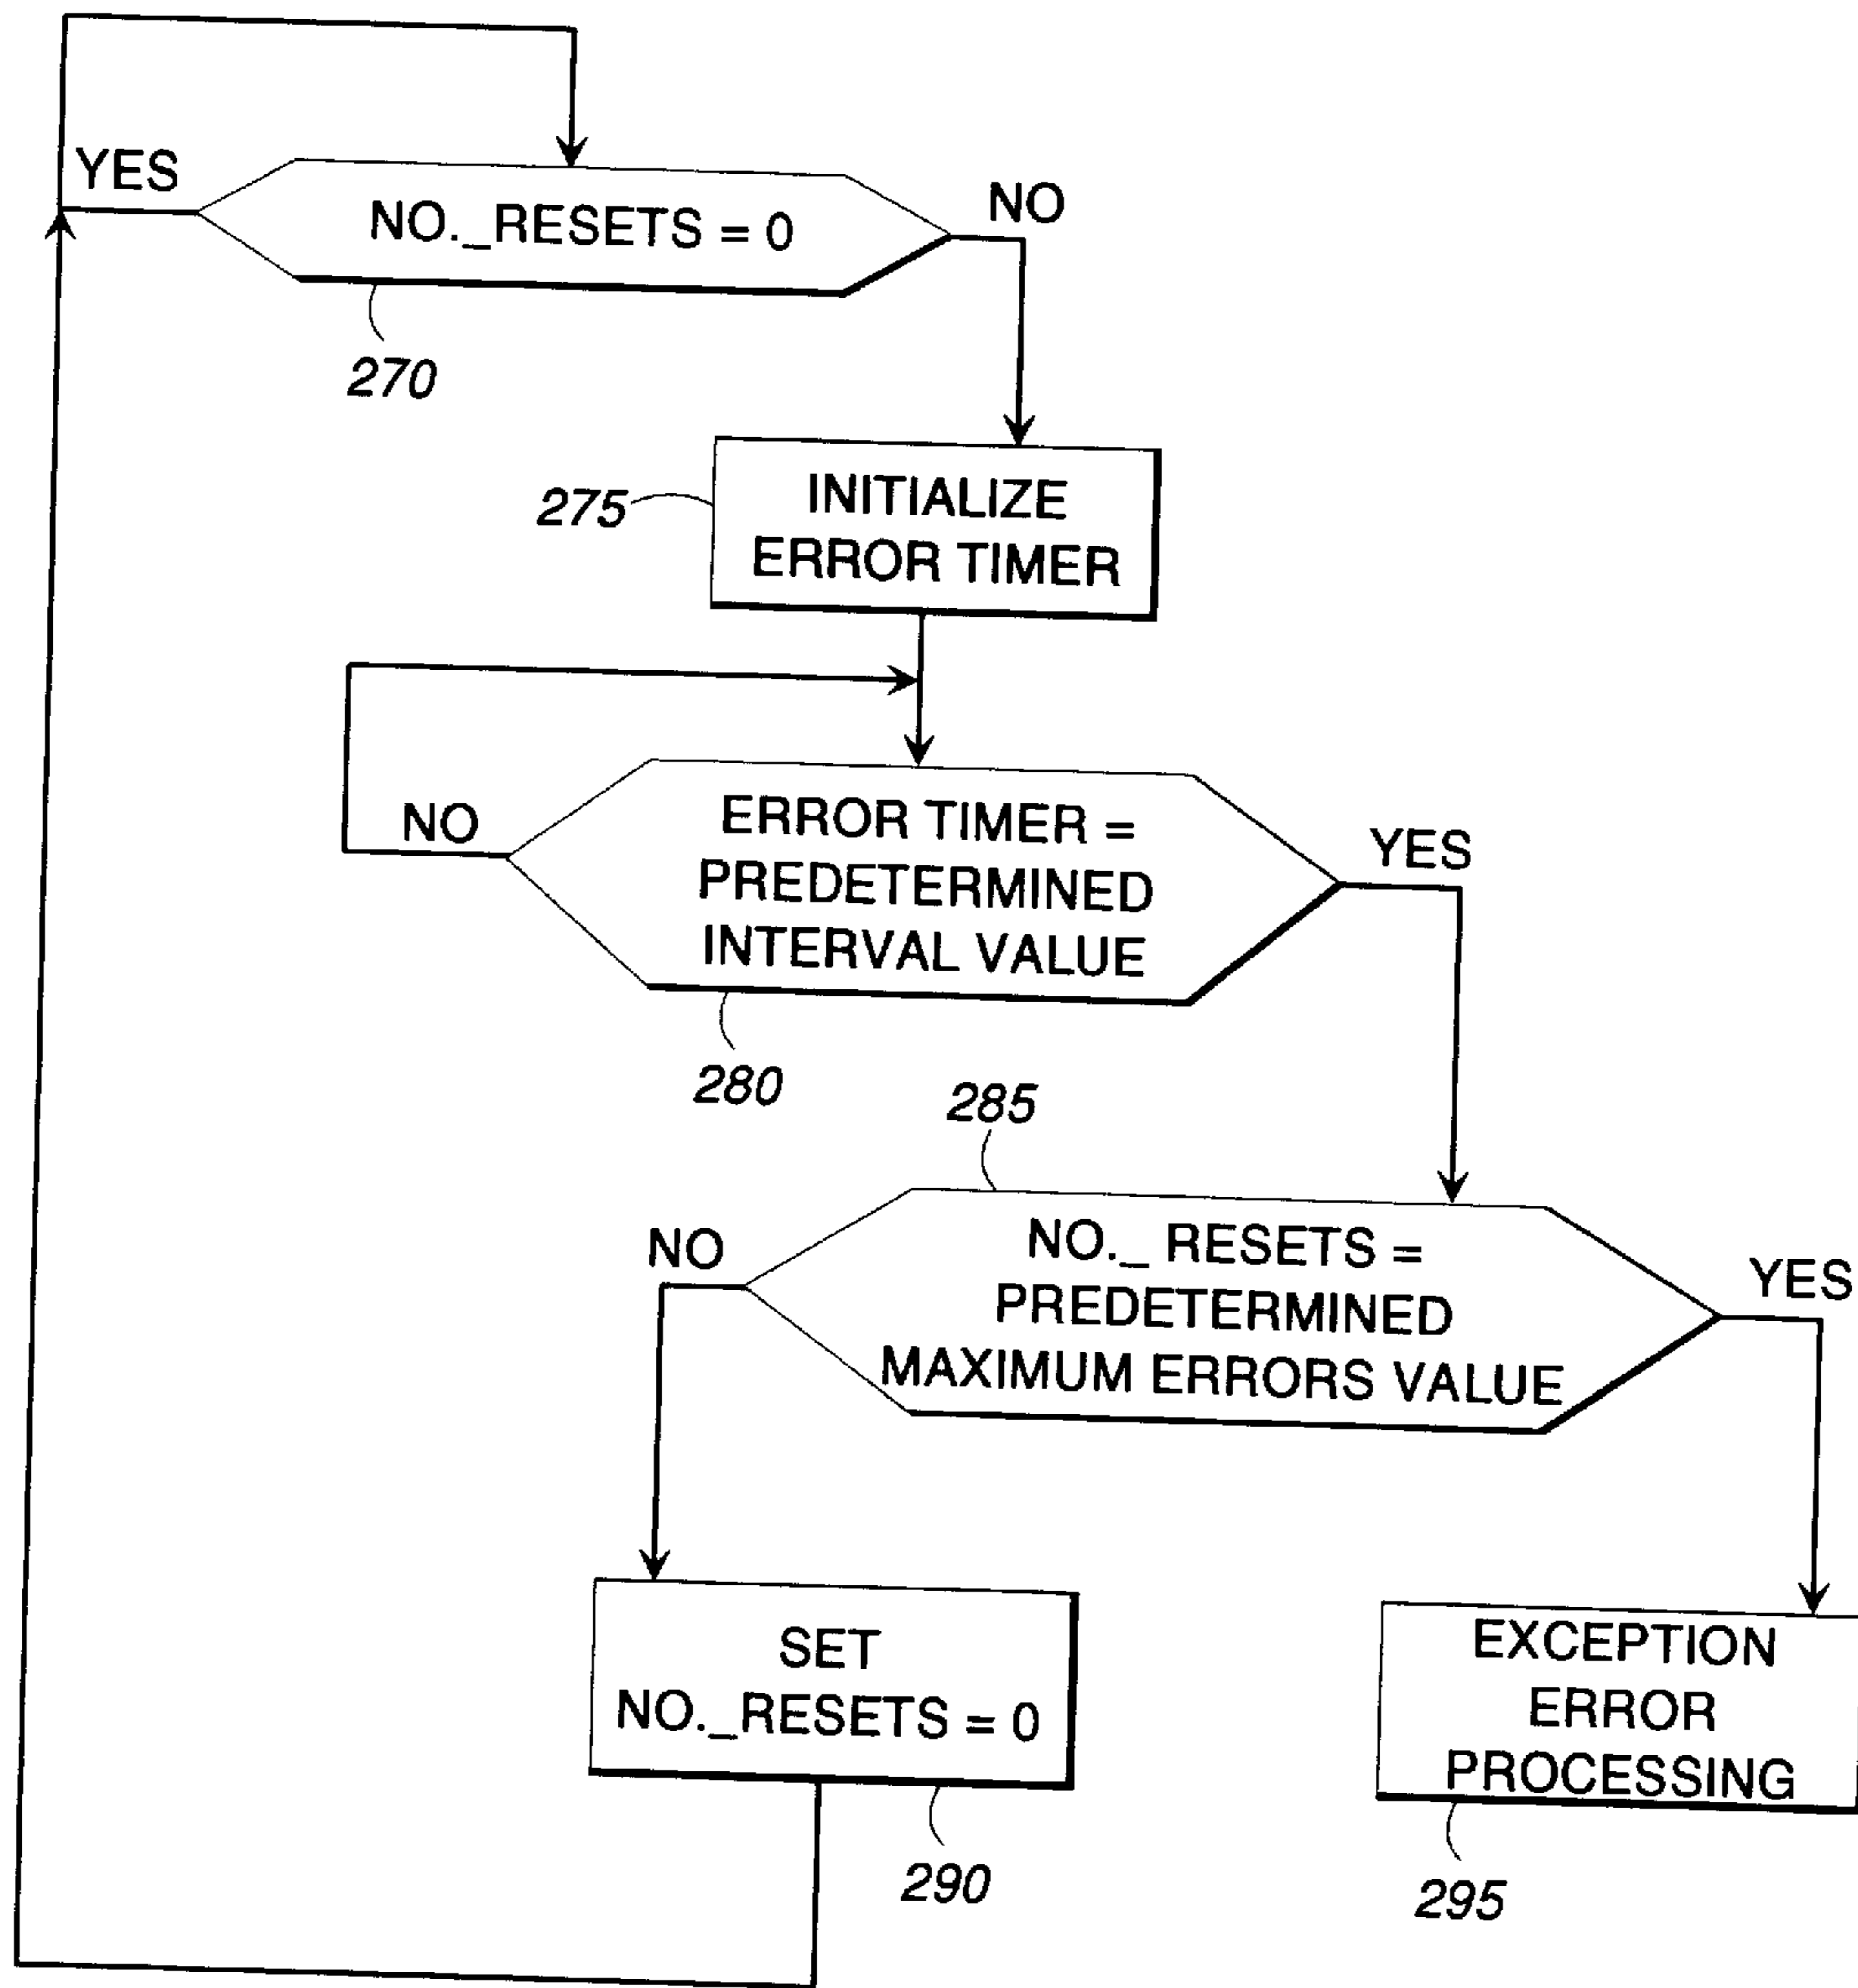 YES
NO._RESETS = 0
NO
270
275
INITIALIZE
ERROR TIMER
NO
ERROR TIMER =
PREDETERMINED
INTERVAL VALUE
YES
280
285
NO
NO._ RESETS =
PREDETERMINED
MAXIMUM ERRORS VALUE
YES
SET
NO._RESETS = 0
290
EXCEPTION
ERROR
PROCESSING
295